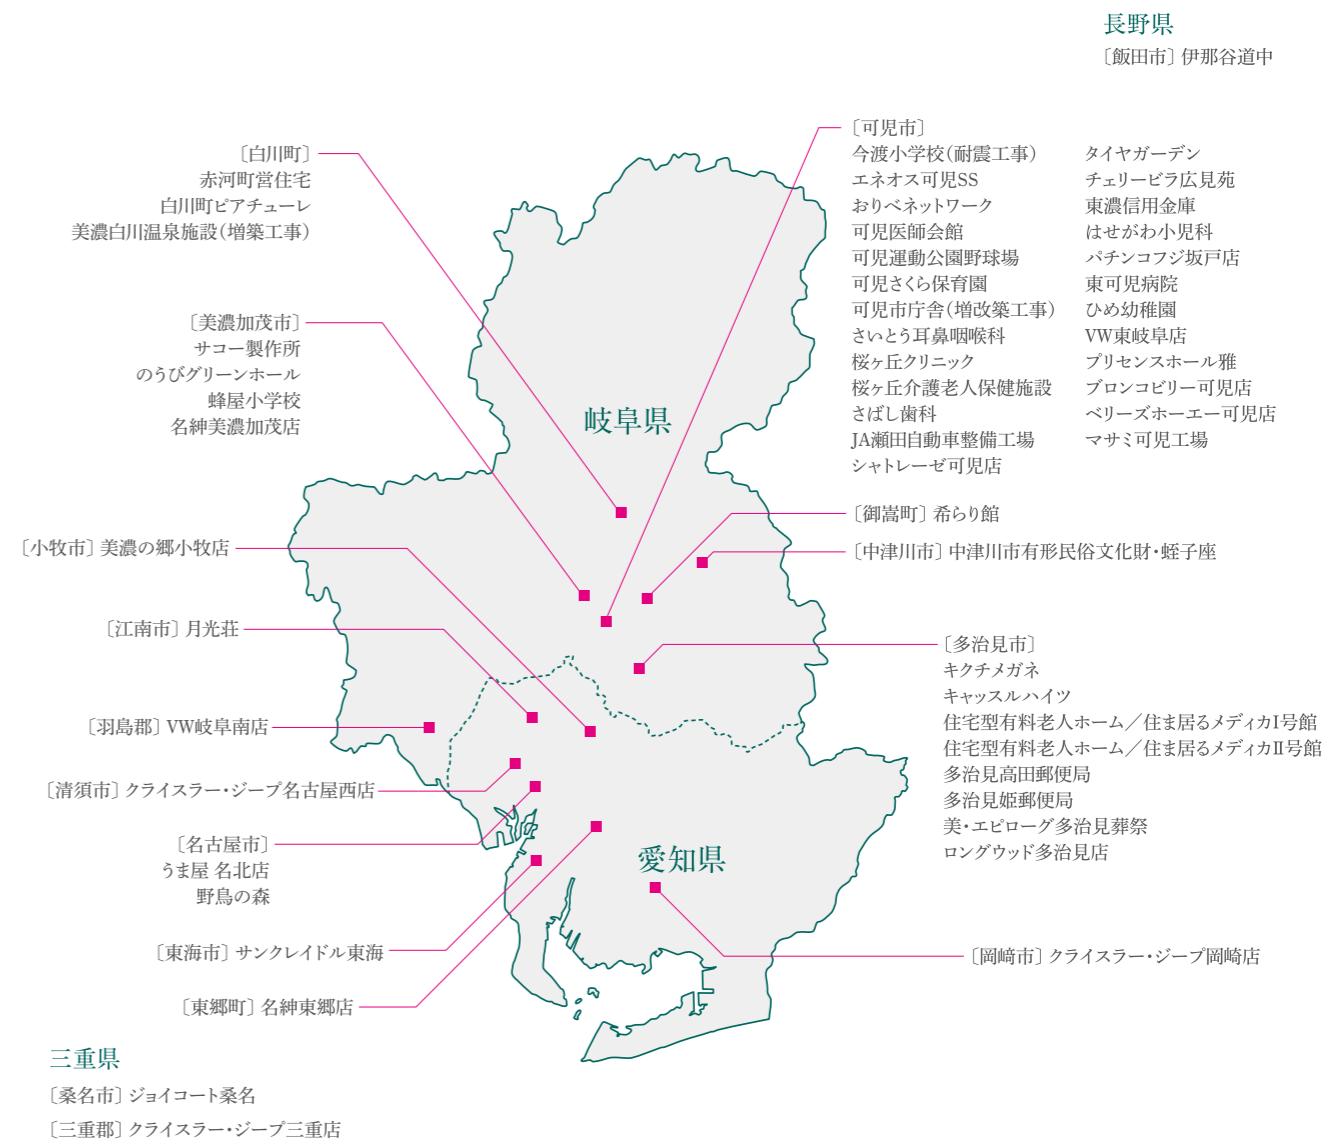 長野県
〔飯田市〕伊那谷道中
〔白川町〕
赤河町営住宅
白川町ピアチューレ
美濃白川温泉施設（増築工事）
〔美濃加茂市〕
サコー製作所
のうびグリーンホール
蜂屋小学校
名紳美濃加茂店
〔小牧市〕美濃の郷小牧店
〔江南市〕月光荘
〔羽島郡〕VW岐阜南店
〔清須市〕クライスラー・ジープ名古屋西店
〔名古屋市〕
うま屋 名北店
野鳥の森
〔東海市〕サンクレイドル東海
〔東郷町〕名紳東郷店
岐阜県
愛知県
〔可児市〕
今渡小学校（耐震工事）
エネオス可児SS
おりべネットワーク
可児医師会館
可児運動公園野球場
可児さくら保育園
可児市庁舎（増改築工事）
さいとう耳鼻咽喉科
桜ヶ丘クリニック
桜ヶ丘介護老人保健施設
さばし歯科
JA瀬田自動車整備工場
シャトレーゼ可児店
タイヤガーデン
チェリービラ広見苑
東濃信用金庫
はせがわ小児科
パチンコフジ坂戸店
東可児病院
ひめ幼稚園
VW東岐阜店
プリセンスホール雅
ブロンコビリー可児店
ベリーズホーエー可児店
マサミ可児工場
〔御嵩町〕希らり館
〔中津川市〕中津川市有形民俗文化財・蛭子座
〔多治見市〕
キクチメガネ
キャッスルハイツ
住宅型有料老人ホーム／住ま居るメディカⅠ号館
住宅型有料老人ホーム／住ま居るメディカⅡ号館
多治見高田郵便局
多治見姫郵便局
美・エピローグ多治見葬祭
ロングウッド多治見店
〔岡﨑市〕クライスラー・ジープ岡崎店
三重県
〔桑名市〕ジョイコート桑名
〔三重郡〕クライスラー・ジープ三重店